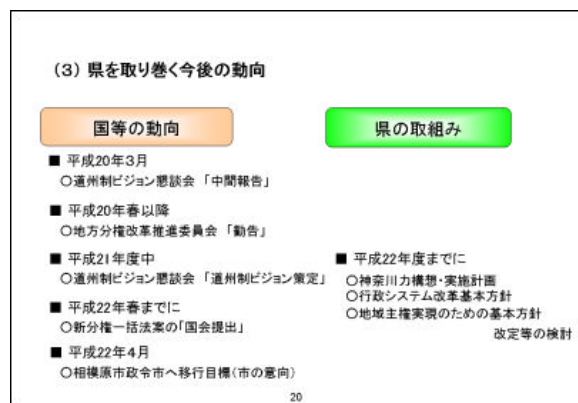 (3) 県を取り巻く今後の動向
国等の動向
■ 平成20年3月
○道州制ビジョン懇談会 「中間報告」
■ 平成20年春以降
○地方分権改革推進委員会 「勧告」
■ 平成21年度中
○道州制ビジョン懇談会 「道州制ビジョン策定」
■ 平成22年春までに
○新分権一括法案の「国会提出」
■ 平成22年4月
○相模原市政令市へ移行目標(市の意向)
県の取組み
■ 平成22年度までに
○神奈川力構想・実施計画
○行政システム改革基本方針
○地域主権実現のための基本方針
改定等の検討
20